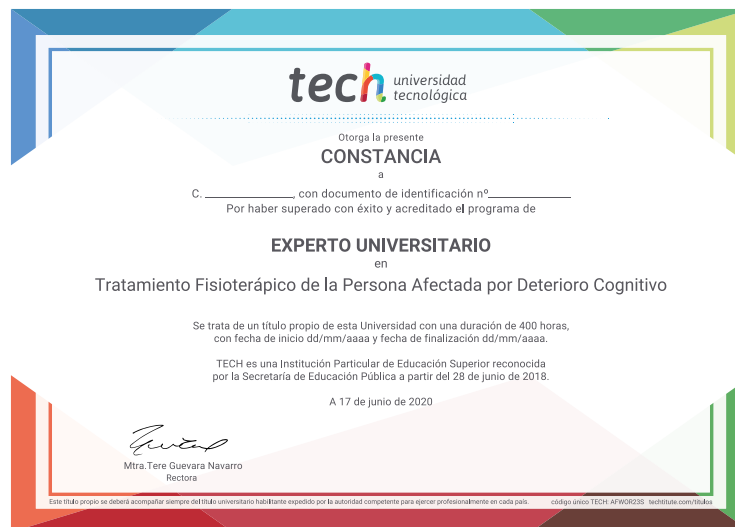 tech universidad
tecnológica
Otorga la presente
CONSTANCIA
a
C. ______________, con documento de identificación nº______________
Por haber superado con éxito y acreditado el programa de
EXPERTO UNIVERSITARIO
en
Tratamiento Fisioterápico de la Persona Afectada por Deterioro Cognitivo
Se trata de un título propio de esta Universidad con una duración de 400 horas,
con fecha de inicio dd/mm/aaaa y fecha de finalización dd/mm/aaaa.
TECH es una Institución Particular de Educación Superior reconocida
por la Secretaría de Educación Pública a partir del 28 de junio de 2018.
A 17 de junio de 2020
Mtra.Tere Guevara Navarro
Rectora
Este título propio se deberá acompañar siempre del título universitario habilitante expedido por la autoridad competente para ejercer profesionalmente en cada país. código único TECH: AFWOR23S techtitute.com/titulos